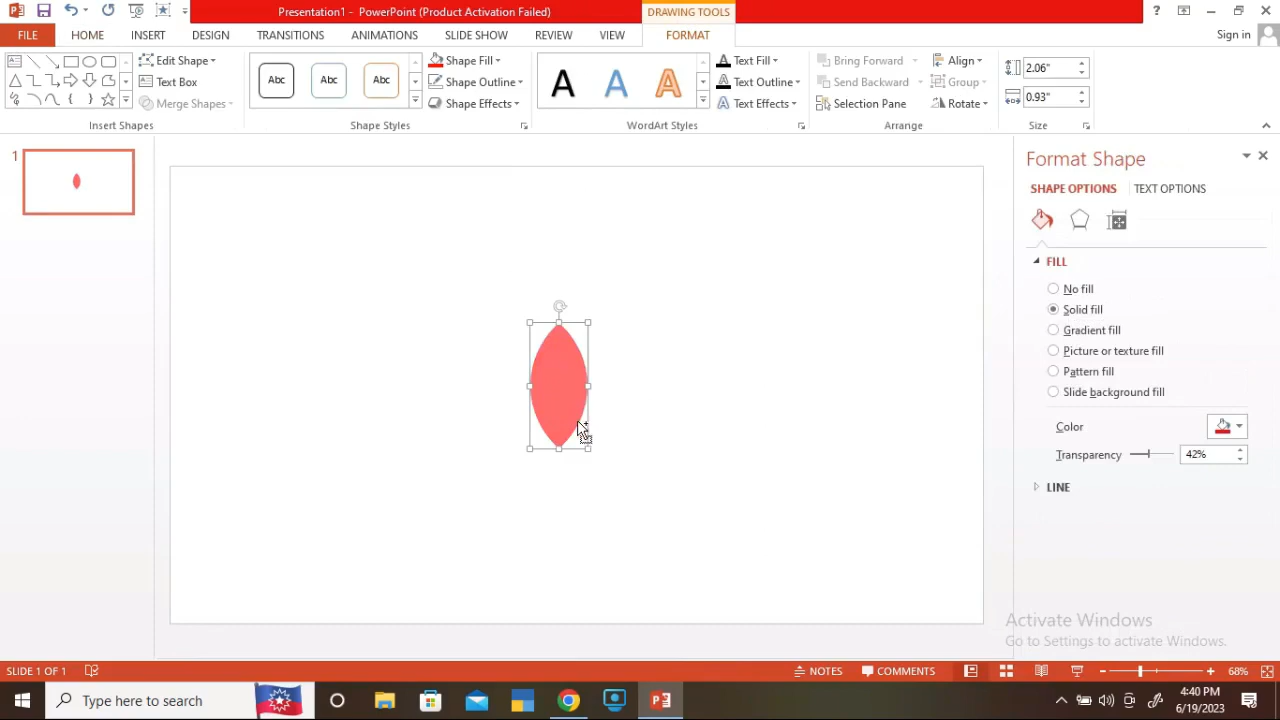 Presentation1 - PowerPoint (Product Activation Failed)
DRAWING TOOLS
?
FILE HOME INSERT DESIGN TRANSITIONS ANIMATIONS SLIDE SHOW REVIEW VIEW FORMAT Sign in
Edit Shape
Text Box
Merge Shapes
Insert Shapes
Abc Abc Abc
Shape Fill
Shape Outline
Shape Effects
Shape Styles
A A A
Text Fill
Text Outline
Text Effects
WordArt Styles
Bring Forward
Send Backward
Selection Pane
Align
Group
Rotate
Arrange
2.06"
0.93"
Size
1
Format Shape
SHAPE OPTIONS TEXT OPTIONS
FILL
No fill
Solid fill
Gradient fill
Picture or texture fill
Pattern fill
Slide background fill
Color
Transparency 42%
LINE
Activate Windows
Go to Settings to activate Windows.
SLIDE 1 OF 1 NOTES COMMENTS 68%
Type here to search
4:40 PM
6/19/2023